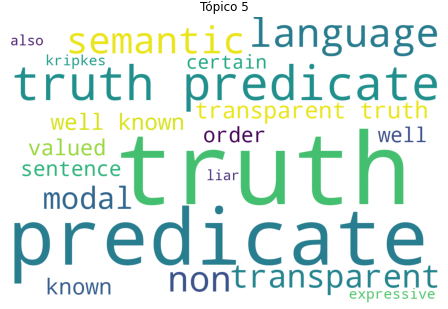 Tópico 5
also semantic language
kripkes certain
truth predicate
transparent truth
well known order well
valued truth
sentence liar
modal
predicate
known non transparent
expressive